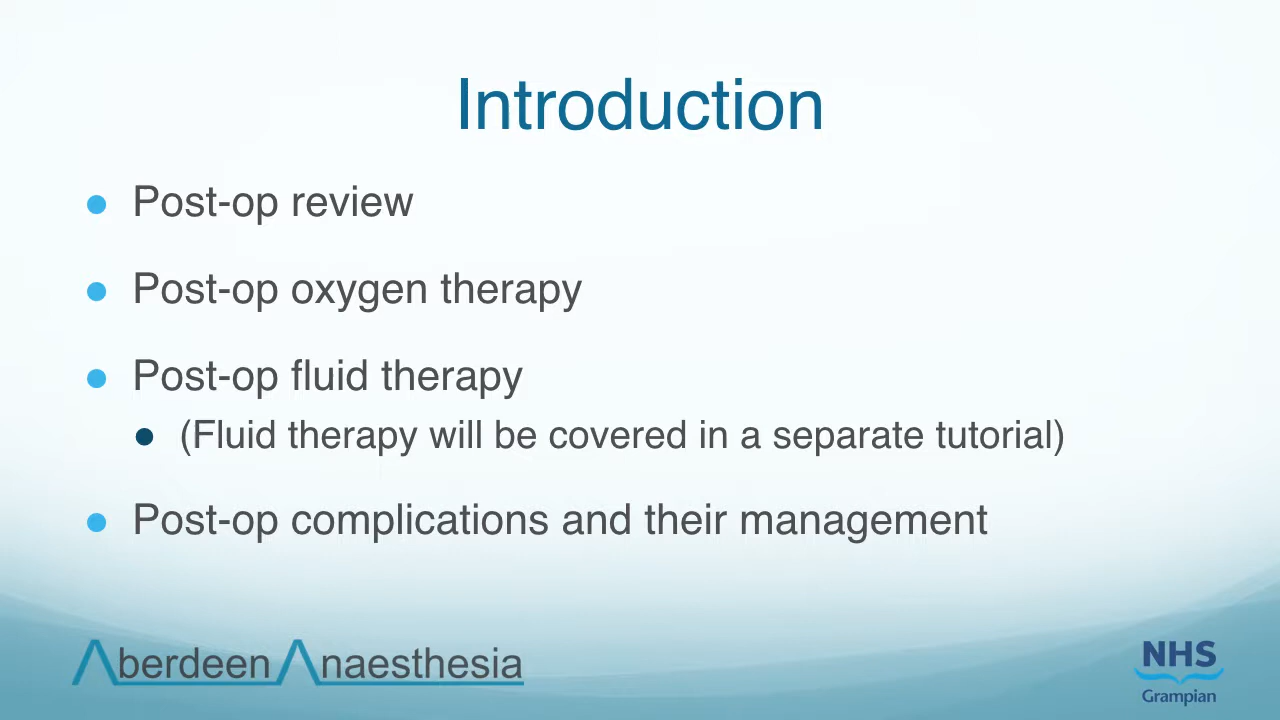 Introduction
Post-op review
Post-op oxygen therapy
Post-op fluid therapy
(Fluid therapy will be covered in a separate tutorial)
Post-op complications and their management
Aberdeen Anaesthesia
NHS
Grampian